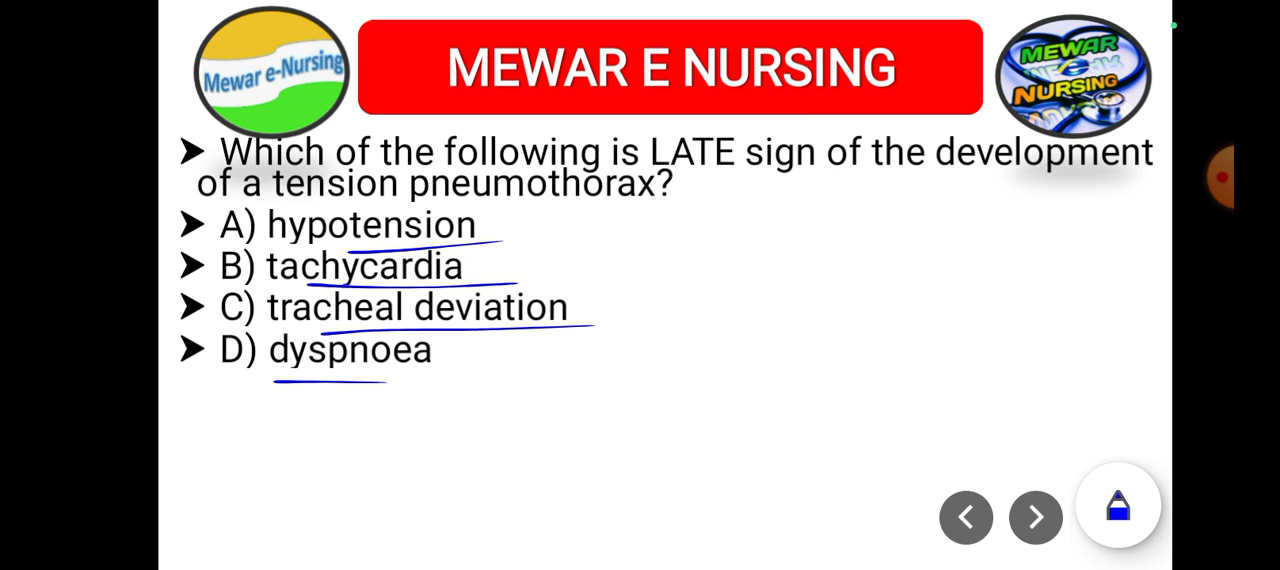 Mewar e-Nursing
MEWAR E NURSING
MEWAR
NURSING
➤ Which of the following is LATE sign of the development
of a tension pneumothorax?
➤ A) hypotension
➤ B) tachycardia
➤ C) tracheal deviation
➤ D) dyspnoea